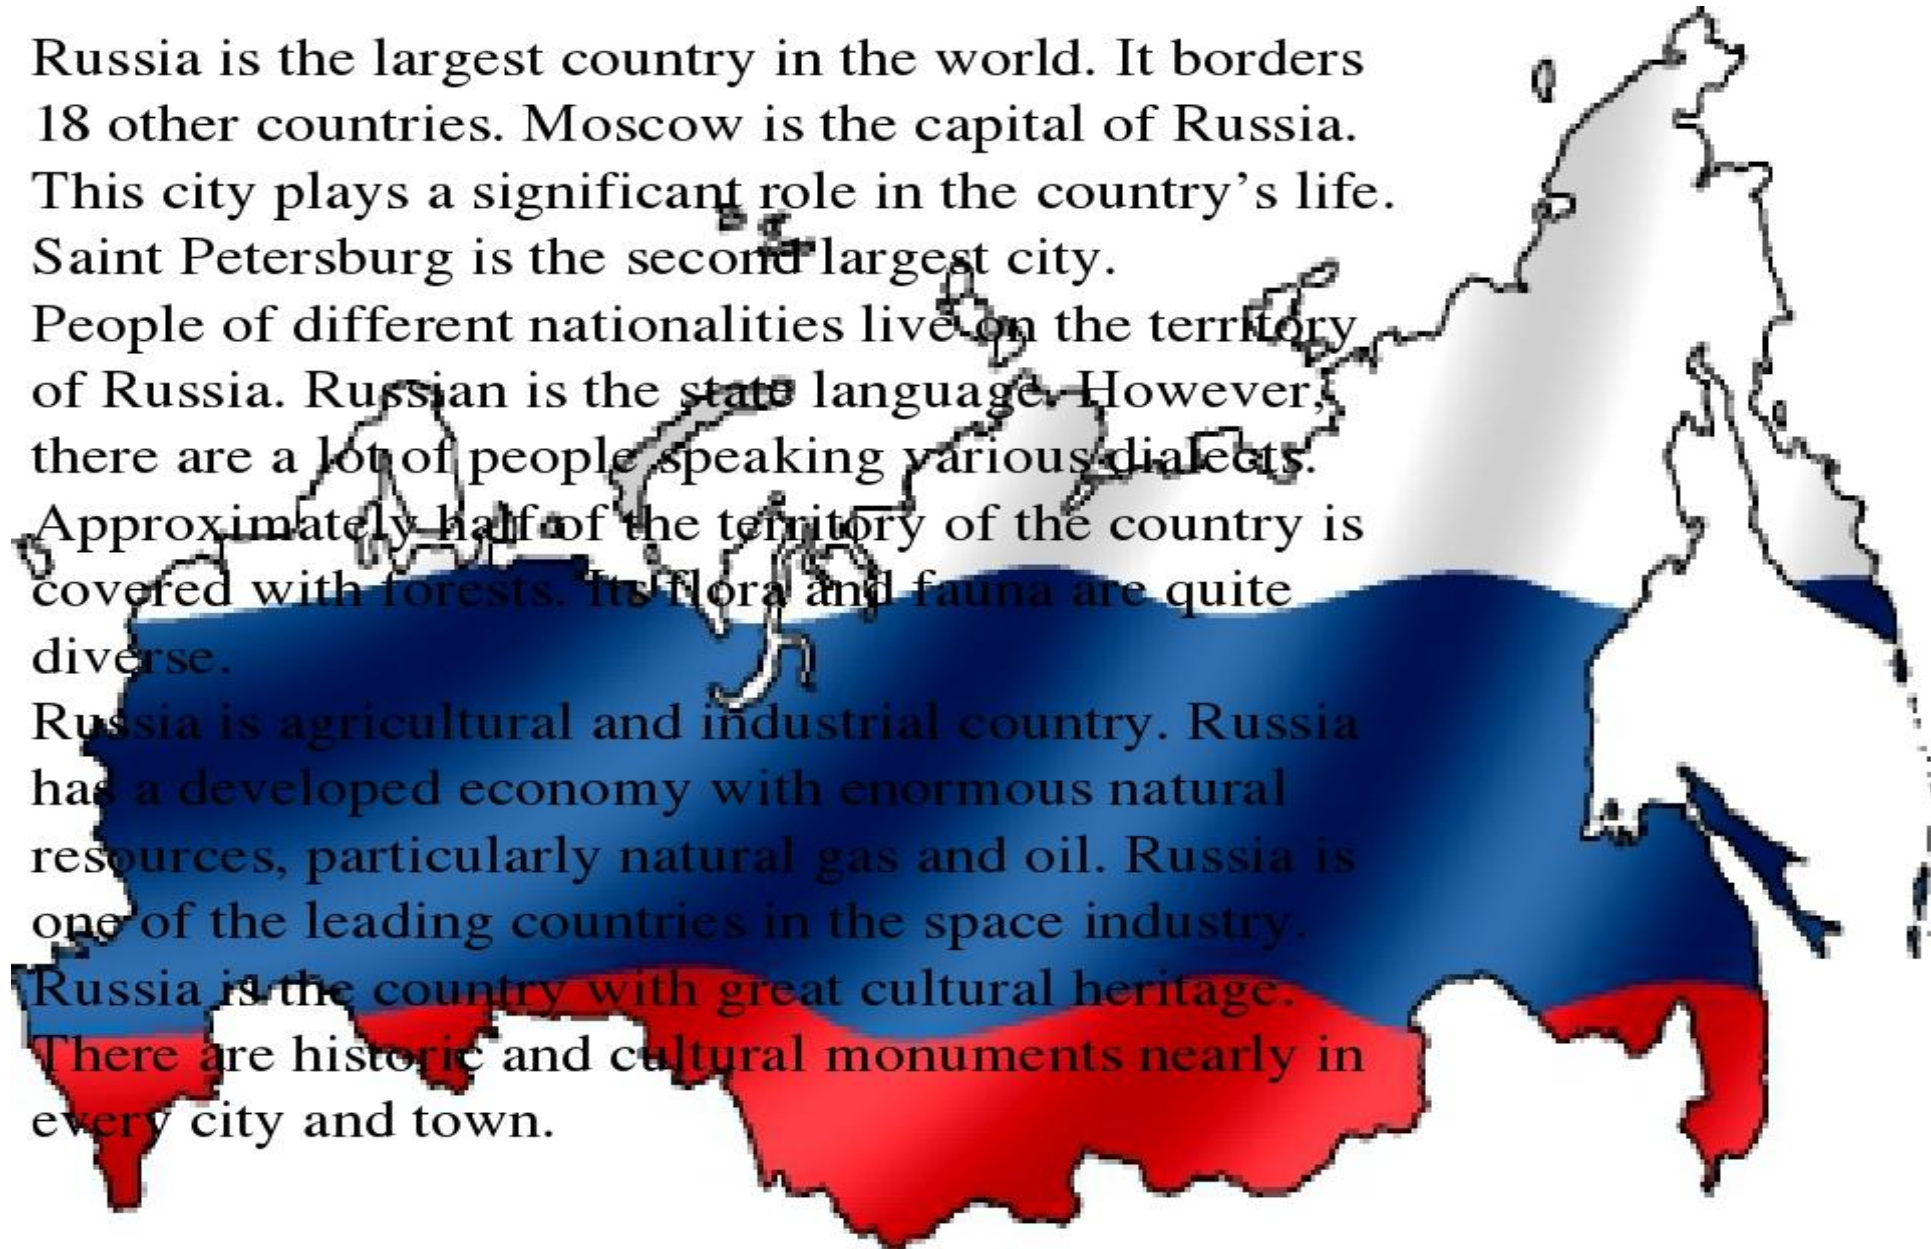 Russia is the largest country in the world. It borders
18 other countries. Moscow is the capital of Russia.
This city plays a significant role in the country’s life.
Saint Petersburg is the second largest city.
People of different nationalities live on the territory
of Russia. Russian is the state language. However,
there are a lot of people speaking various dialects.
Approximately half of the territory of the country is
covered with forests. Its flora and fauna are quite
diverse.
Russia is agricultural and industrial country. Russia
has a developed economy with enormous natural
resources, particularly natural gas and oil. Russia is
one of the leading countries in the space industry.
Russia is the country with great cultural heritage.
There are historic and cultural monuments nearly in
every city and town.